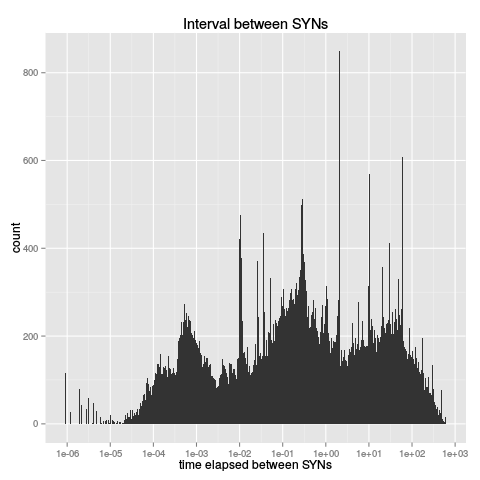 Interval between SYNs
800
600
400
200
0
count
1e-06 1e-05 1e-04 1e-03 1e-02 1e-01 1e+00 1e+01 1e+02 1e+03
time elapsed between SYNs